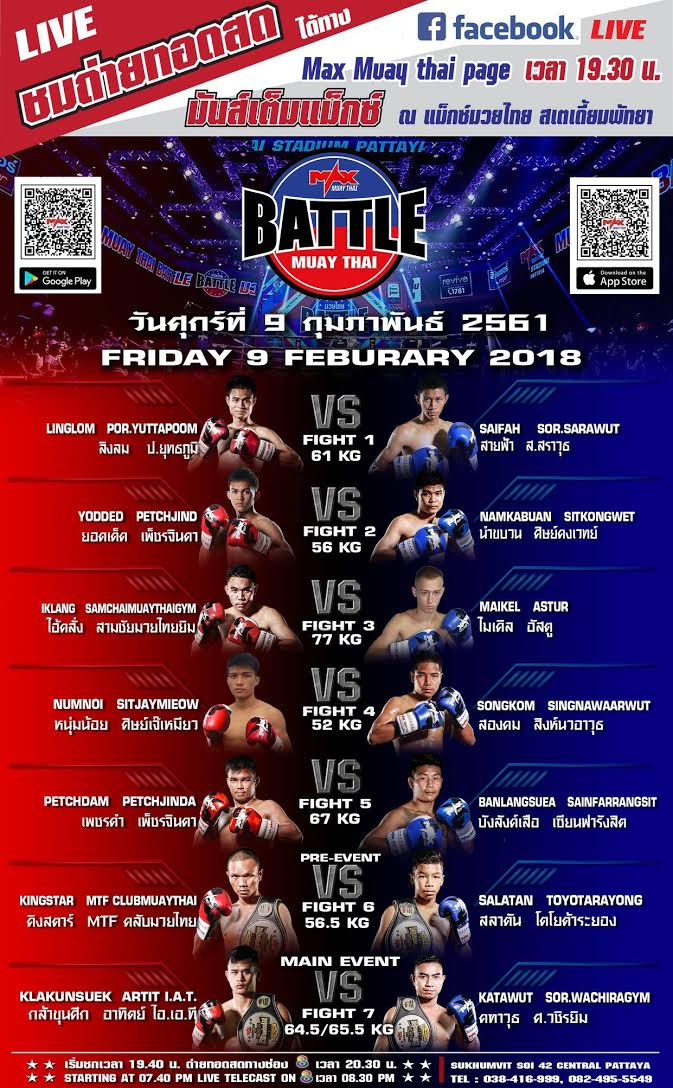 LIVE
ชมถ่ายทอดสด
ได้ทาง
facebook LIVE
Max Muay thai page เวลา 19.30 น.
มันส์เต็มแม็กซ์ ณ แม็กซ์มวยไทย สเตเดี้ยมพัทยา
AI STADIUM PATTAYA
MAX
MUAY THAI
BATTLE
MUAY THAI
GET IT ON
Google Play
Download on the
App Store
วันศุกร์ที่ 9 กุมภาพันธ์ 2561
FRIDAY 9 FEBURARY 2018
LINGLOM POR.YUTTAPOOM
ลิงลม ป.ยุทธภูมิ
VS
FIGHT 1
61 KG
SAIFAH SOR.SARAWUT
สายฟ้า ส.สราวุธ
YODDED PETCHJIND
ยอดเด็ด เพ็ชรจินดา
VS
FIGHT 2
56 KG
NAMKABUAN SITKONGWET
นำขบวน ศิษย์คงเวทย์
IKLANG SAMCHAIMUAYTHAIGYM
ไอ้คลั่ง สามชัยมวยไทยยิม
VS
FIGHT 3
77 KG
MAIKEL ASTUR
ไมเคิล อัสตู
NUMNOI SITJAYMIEOW
หนุ่มน้อย ศิษย์เจ๊เหมียว
VS
FIGHT 4
52 KG
SONGKOM SINGNAWAARWUT
สองคม สิงห์นาวาวุธ
PETCHDAM PETCHJINDA
เพชรดำ เพ็ชรจินดา
VS
FIGHT 5
67 KG
BANLANGSUEA SAINFARRANGSIT
บังลังค์เสือ เซียนฟารังสิต
PRE-EVENT
KINGSTAR MTF CLUBMUAYTHAI
คิงสตาร์ MTF คลับมวยไทย
VS
FIGHT 6
56.5 KG
SALATAN TOYOTARAYONG
สลาตัน โตโยต้าระยอง
MAIN EVENT
KLAKUNSUEK ARTIT I.A.T.
กล้าขุนศึก อาทิตย์ ไอ.เอ.ที
VS
FIGHT 7
64.5/65.5 KG
KATAWUT SOR.WACHIRAGYM
คทาวุธ ศ.วชิรยิม
เริ่มชกเวลา 19.40 น. ถ่ายทอดสดทางช่อง เวลา 20.30 น.
STARTING AT 07.40 PM LIVE TELECAST ON เวลา 08.30 PM
SUKHUMVIT SOI 42 CENTRAL PATTAYA
TEL : 038-416-999, 082-495-5549